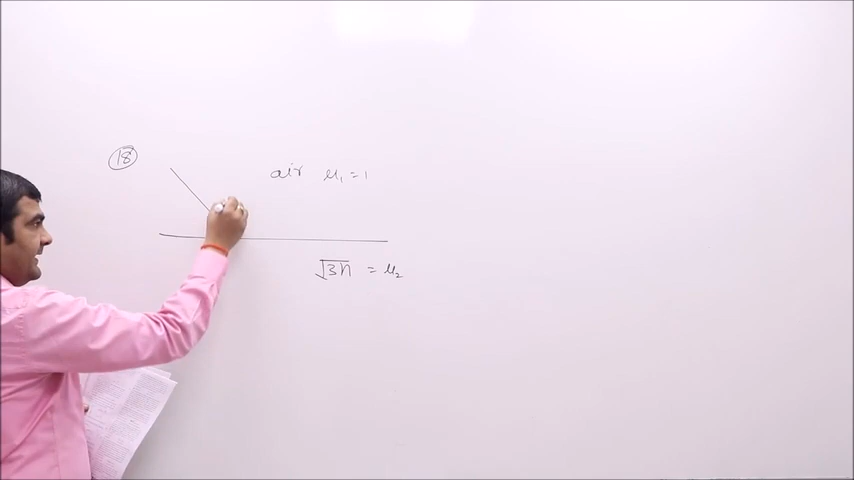 18
air μ₁ = 1
√3n = μ₂